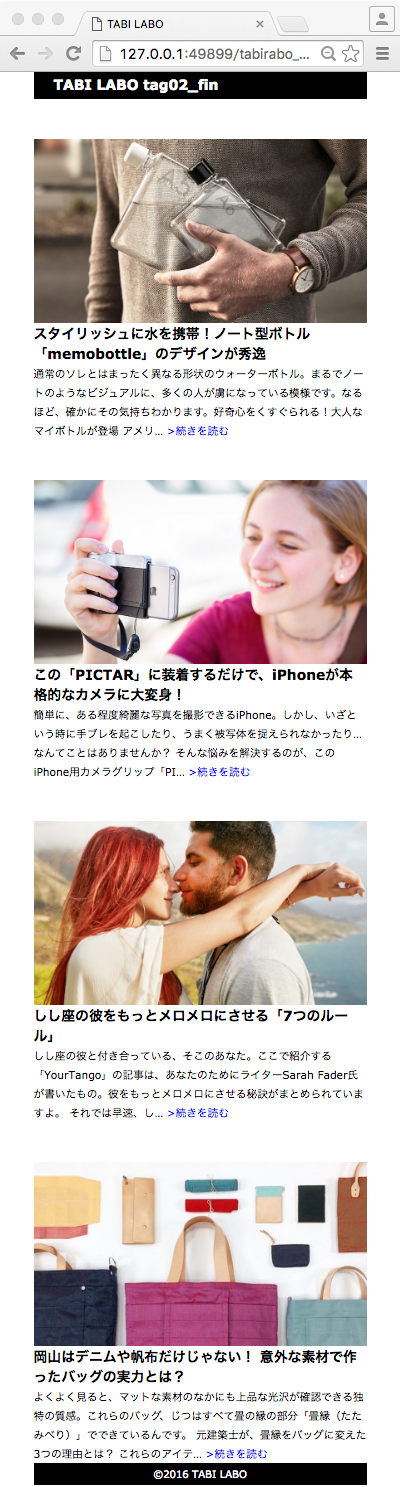 TABI LABO
127.0.0.1:49899/tabirabo_...
TABI LABO tag02_fin
A5
A6
スタイリッシュに水を携帯！ノート型ボトル
「memobottle」のデザインが秀逸
通常のソレとはまったく異なる形状のウォーターボトル。まるでノー
トのようなビジュアルに、多くの人が虜になっている模様です。なる
ほど、確かにその気持ちわかります。好奇心をくすぐられる！大人な
マイボトルが登場 アメリ... >続きを読む
この「PICTAR」に装着するだけで、iPhoneが本
格的なカメラに大変身！
簡単に、ある程度綺麗な写真を撮影できるiPhone。しかし、いざと
いう時に手ブレを起こしたり、うまく被写体を捉えられなかったり...
なんてことはありませんか？ そんな悩みを解決するのが、この
iPhone用カメラグリップ「PI... >続きを読む
しし座の彼をもっとメロメロにさせる「7つのルー
ル」
しし座の彼と付き合っている、そこのあなた。ここで紹介する
「YourTango」の記事は、あなたのためにライターSarah Fader氏
が書いたもの。彼をもっとメロメロにさせる秘訣がまとめられていま
すよ。 それでは早速、し... >続きを読む
岡山はデニムや帆布だけじゃない！ 意外な素材で作
ったバッグの実力とは？
よくよく見ると、マットな素材のなかにも上品な光沢が確認できる独
特の質感。これらのバッグ、じつはすべて畳の縁の部分「畳縁（たた
みべり）」でできているんです。 元建築士が、畳縁をバッグに変えた
3つの理由とは？ これらのアイテ... >続きを読む
©2016 TABI LABO